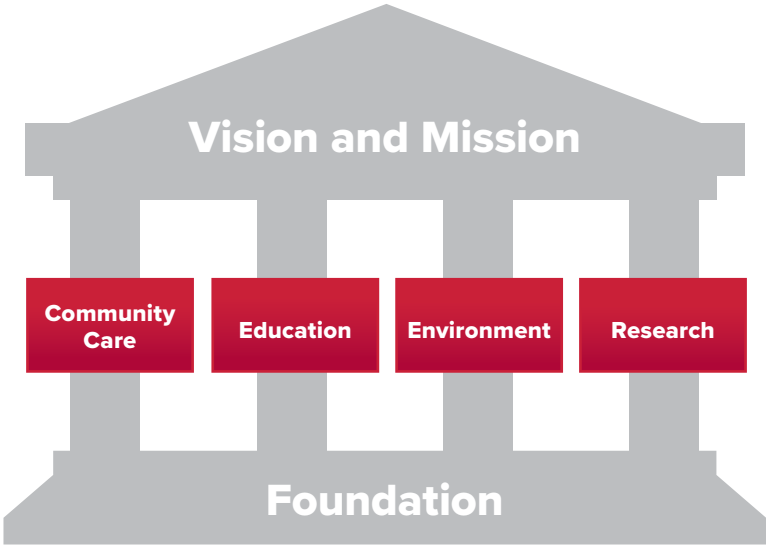 Vision and Mission
Community
Care
Education
Environment
Research
Foundation